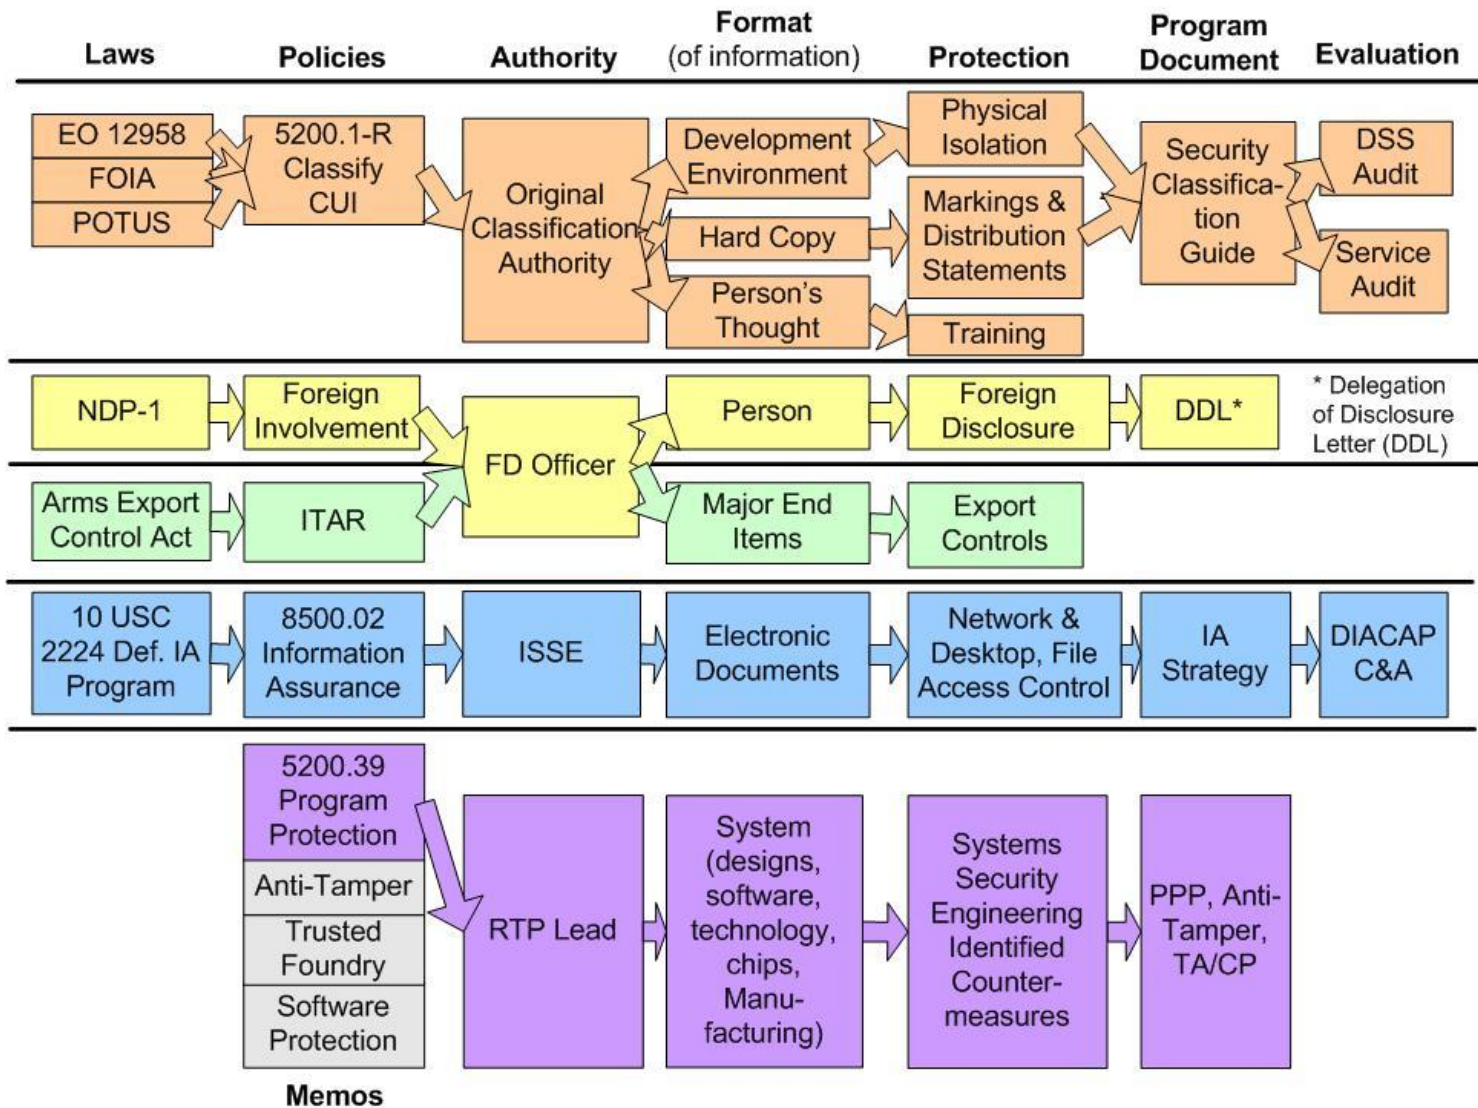 Laws
Policies
Authority
Format
(of information)
Protection
Program
Document
Evaluation
EO 12958
FOIA
POTUS
5200.1-R
Classify
CUI
Original
Classification
Authority
Development
Environment
Hard Copy
Person's
Thought
Physical
Isolation
Markings &
Distribution
Statements
Training
Security
Classifica-
tion
Guide
DSS
Audit
Service
Audit
NDP-1
Foreign
Involvement
FD Officer
Person
Foreign
Disclosure
DDL*
* Delegation
of Disclosure
Letter (DDL)
Arms Export
Control Act
ITAR
Major End
Items
Export
Controls
10 USC
2224 Def. IA
Program
8500.02
Information
Assurance
ISSE
Electronic
Documents
Network &
Desktop, File
Access Control
IA
Strategy
DIACAP
C&A
5200.39
Program
Protection
Anti-Tamper
Trusted
Foundry
Software
Protection
Memos
RTP Lead
System
(designs,
software,
technology,
chips,
Manu-
facturing)
Systems
Security
Engineering
Identified
Counter-
measures
PPP, Anti-
Tamper,
TA/CP